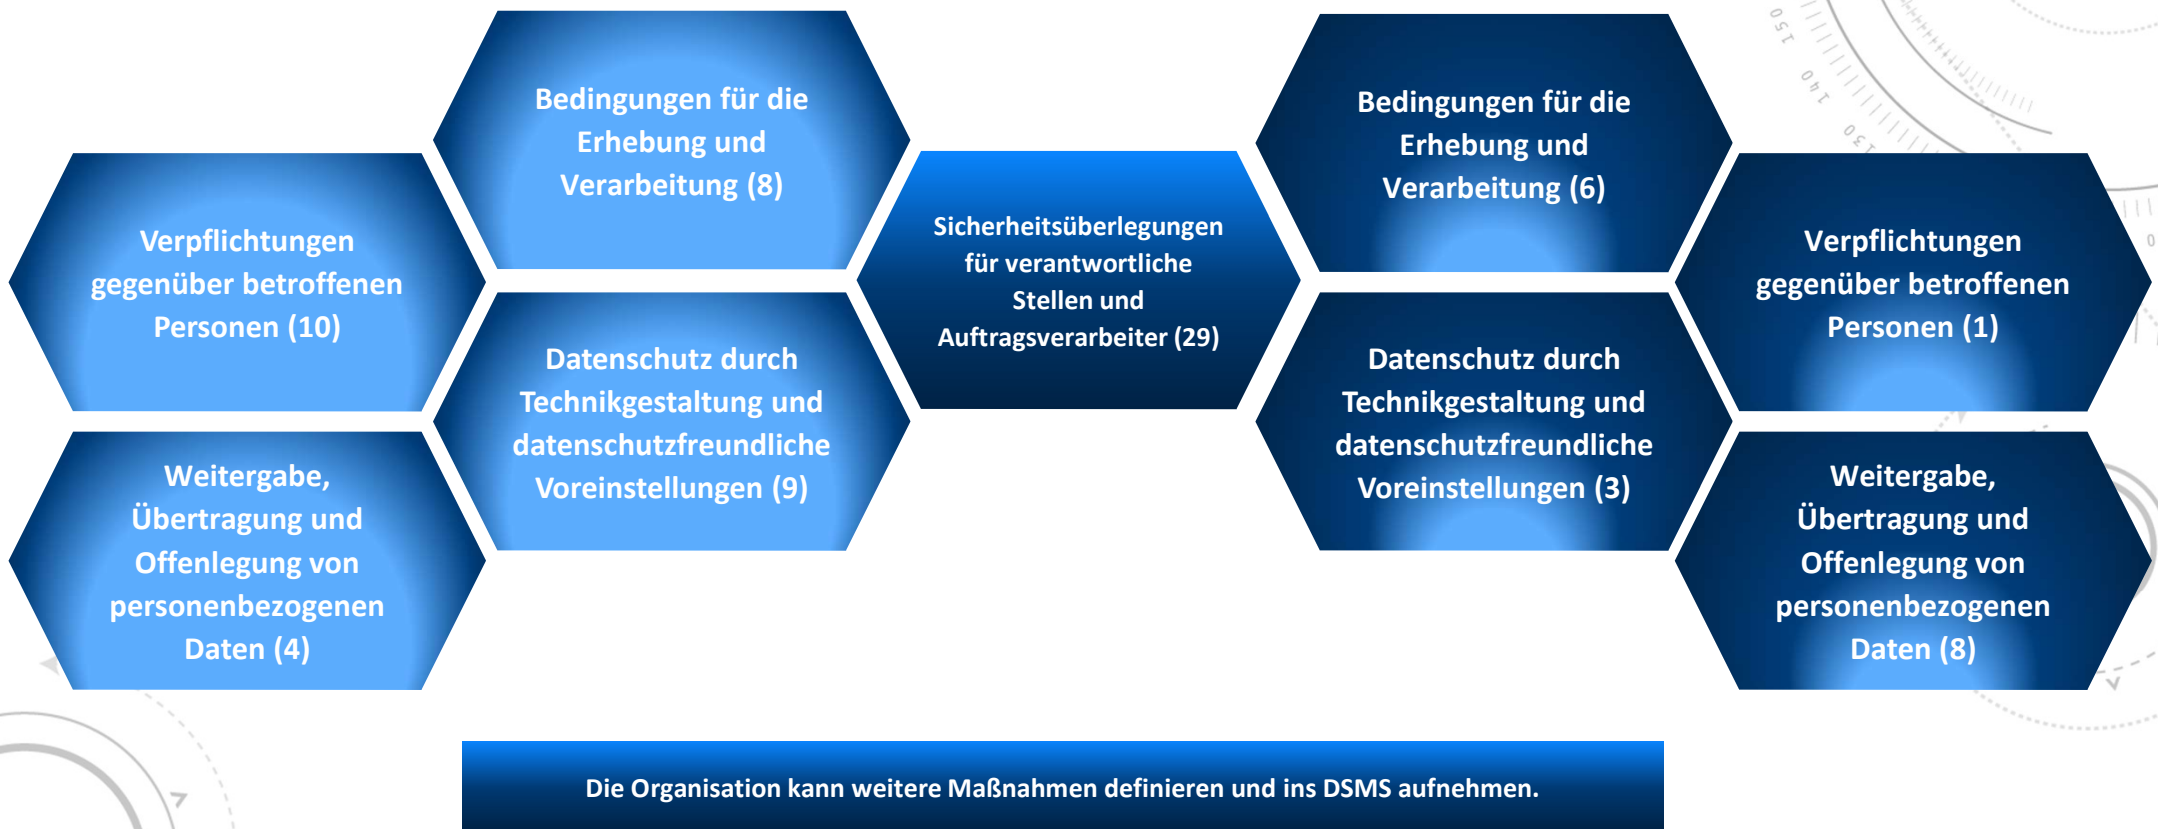 Bedingungen für die
Erhebung und
Verarbeitung (8)
Verpflichtungen
gegenüber betroffenen
Personen (10)
Datenschutz durch
Technikgestaltung und
datenschutzfreundliche
Voreinstellungen (9)
Weitergabe,
Übertragung und
Offenlegung von
personenbezogenen
Daten (4)
Sicherheitsüberlegungen
für verantwortliche
Stellen und
Auftragsverarbeiter (29)
Bedingungen für die
Erhebung und
Verarbeitung (6)
Verpflichtungen
gegenüber betroffenen
Personen (1)
Datenschutz durch
Technikgestaltung und
datenschutzfreundliche
Voreinstellungen (3)
Weitergabe,
Übertragung und
Offenlegung von
personenbezogenen
Daten (8)
150
140
130
Die Organisation kann weitere Maßnahmen definieren und ins DSMS aufnehmen.